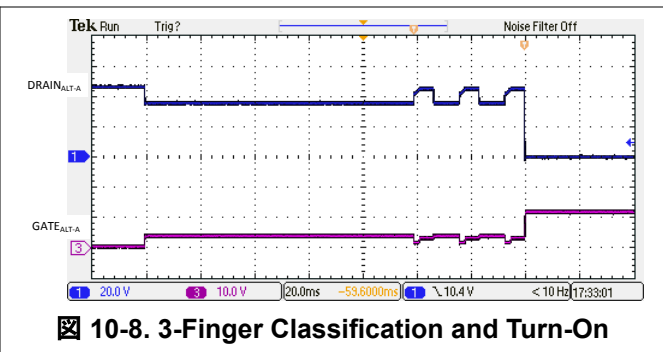 Tek Run Trig? Noise Filter Off
DRAINALT-A
1
GATEALT-A
3
1 20.0 V 3 10.0 V 20.0ms -53.6000ms 1 10.4 V < 10 Hz 17:33:01
図 10-8. 3-Finger Classification and Turn-On